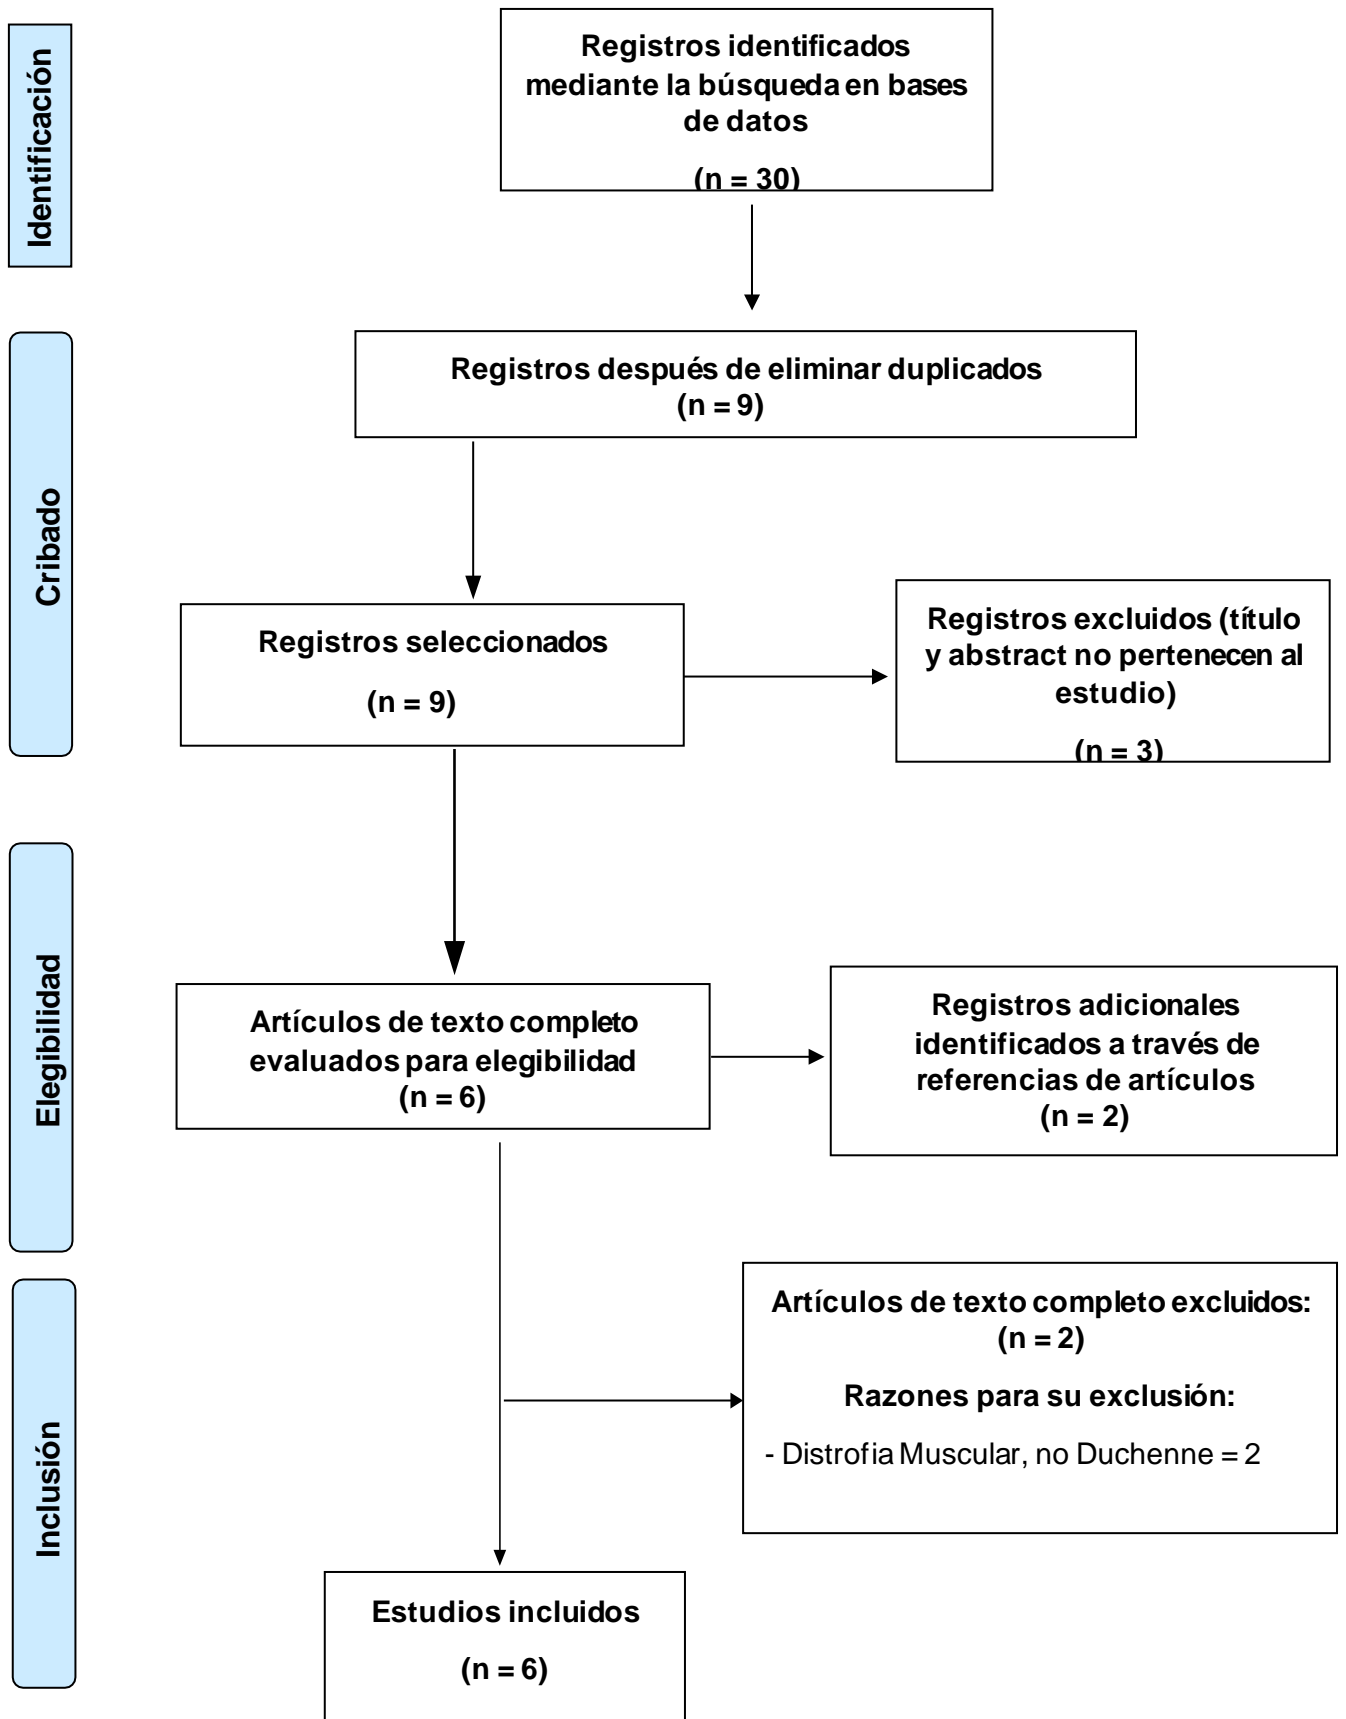 Identificación
Registros identificados
mediante la búsqueda en bases
de datos
(n = 30)
Cribado
Registros después de eliminar duplicados
(n = 9)
Registros seleccionados
(n = 9)
Registros excluidos (título
y abstract no pertenecen al
estudio)
(n = 3)
Elegibilidad
Artículos de texto completo
evaluados para elegibilidad
(n = 6)
Registros adicionales
identificados a través de
referencias de artículos
(n = 2)
Inclusión
Artículos de texto completo excluidos:
(n = 2)
Razones para su exclusión:
- Distrofia Muscular, no Duchenne = 2
Estudios incluidos
(n = 6)